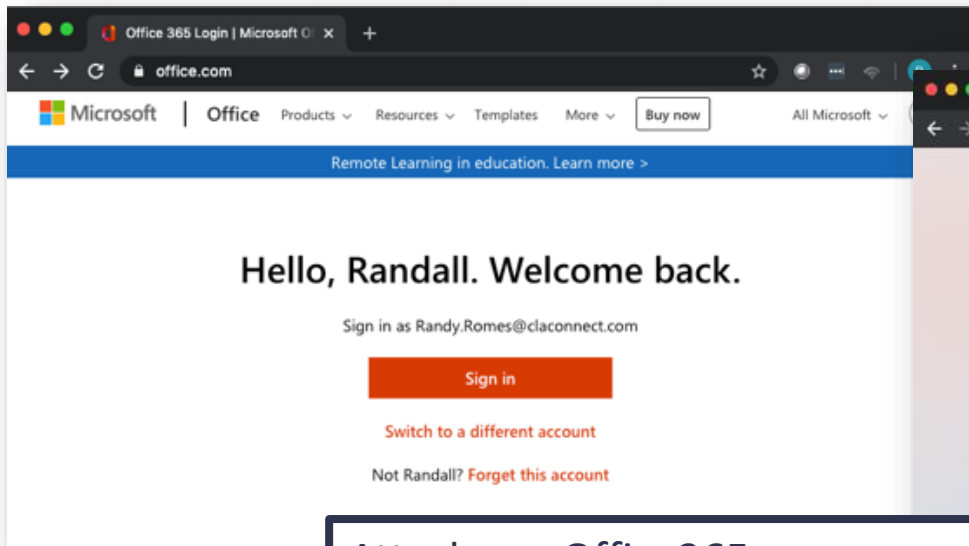 Office 365 Login | Microsoft O
office.com
Microsoft | Office Products Resources Templates More Buy now All Microsoft
Remote Learning in education. Learn more >
Hello, Randall. Welcome back.
Sign in as Randy.Romes@claconnect.com
Sign in
Switch to a different account
Not Randall? Forget this account